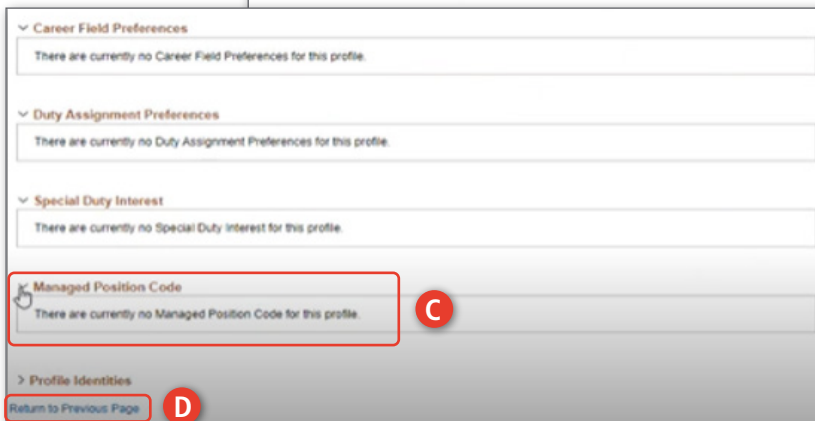 Career Field Preferences
There are currently no Career Field Preferences for this profile.
Duty Assignment Preferences
There are currently no Duty Assignment Preferences for this profile.
Special Duty Interest
There are currently no Special Duty Interest for this profile.
Managed Position Code
There are currently no Managed Position Code for this profile.
C
Profile Identities
Return to Previous Page
D